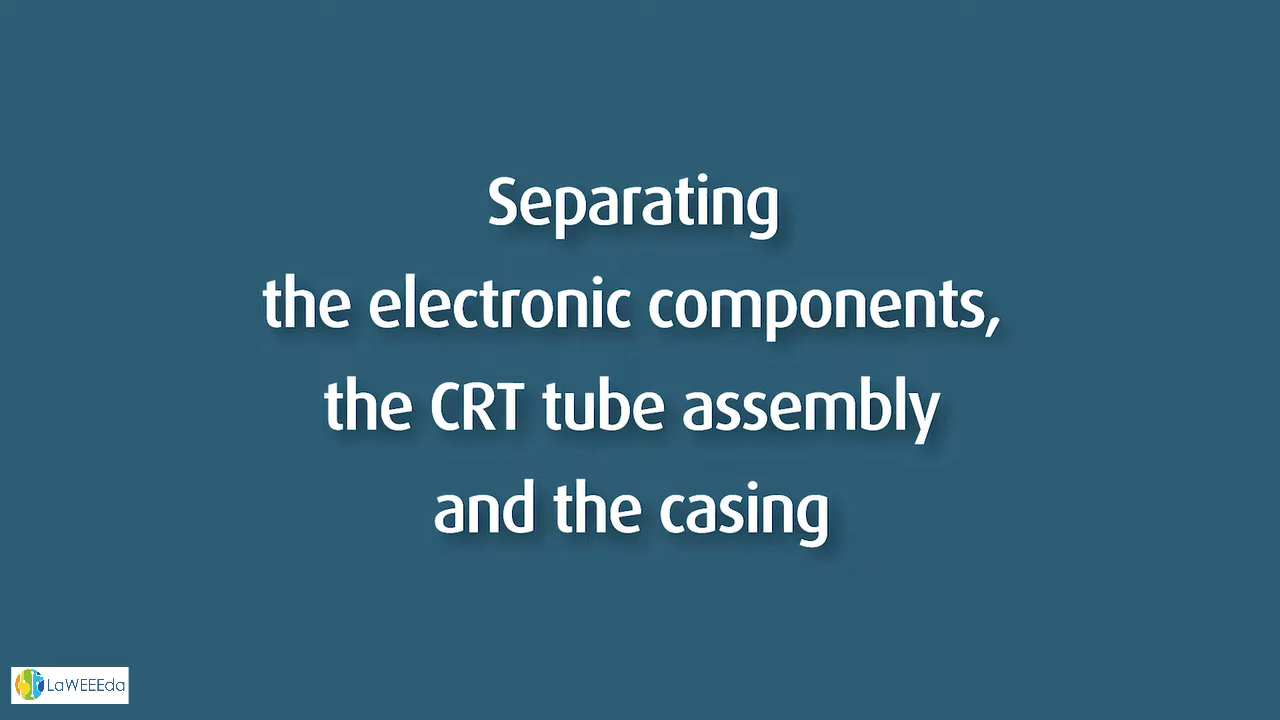 Separating
the electronic components,
the CRT tube assembly
and the casing
LaWEEEda